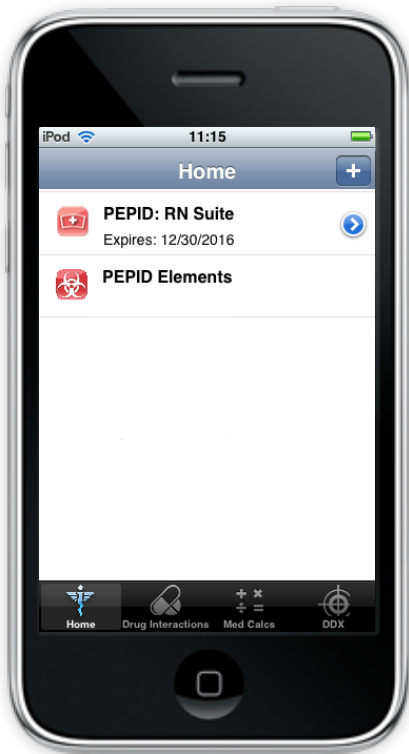 iPod 11:15
Home +
PEPID: RN Suite
Expires: 12/30/2016
PEPID Elements
Home Drug Interactions Med Calcs DDX